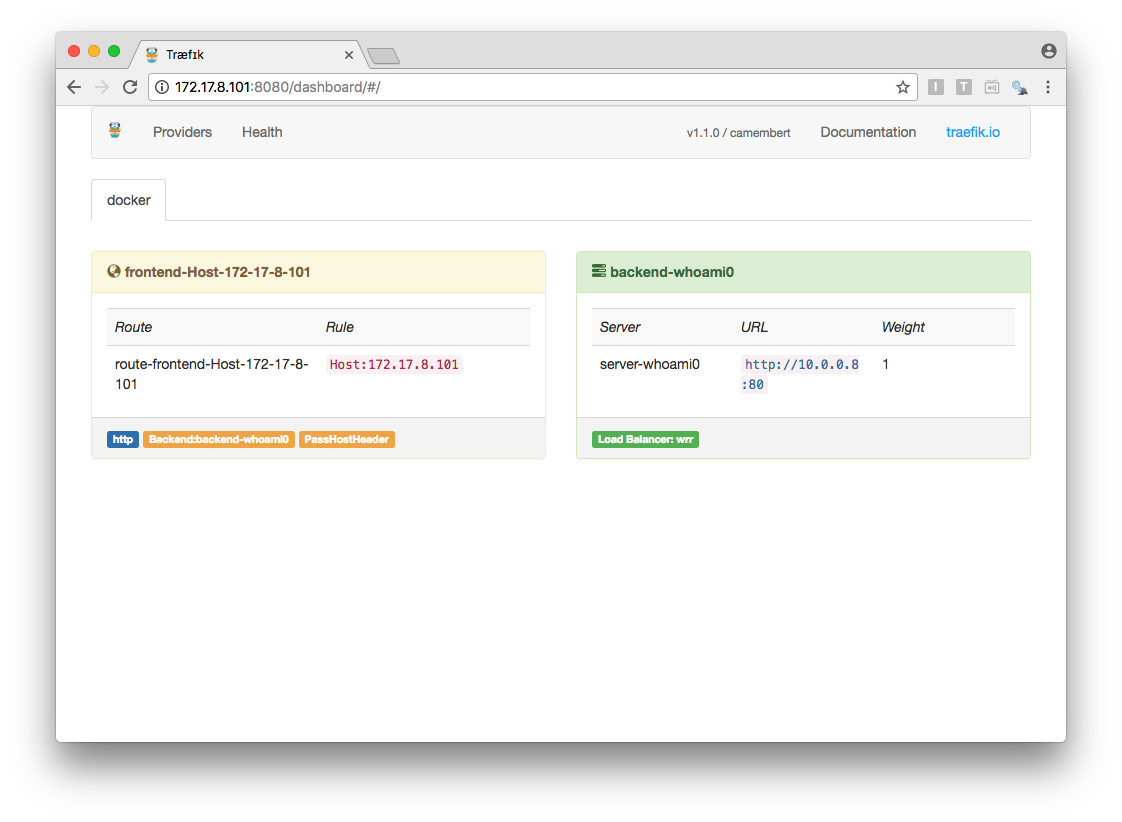 Træfɪk
172.17.8.101:8080/dashboard/#/
I T
Providers Health v1.1.0 / camembert Documentation traefik.io
docker
frontend-Host-172-17-8-101
Route Rule
route-frontend-Host-172-17-8- Host:172.17.8.101
101
http Backend:backend-whoami0 PassHostHeader
backend-whoami0
Server URL Weight
server-whoami0 http://10.0.0.8 1
:80
Load Balancer: wrr